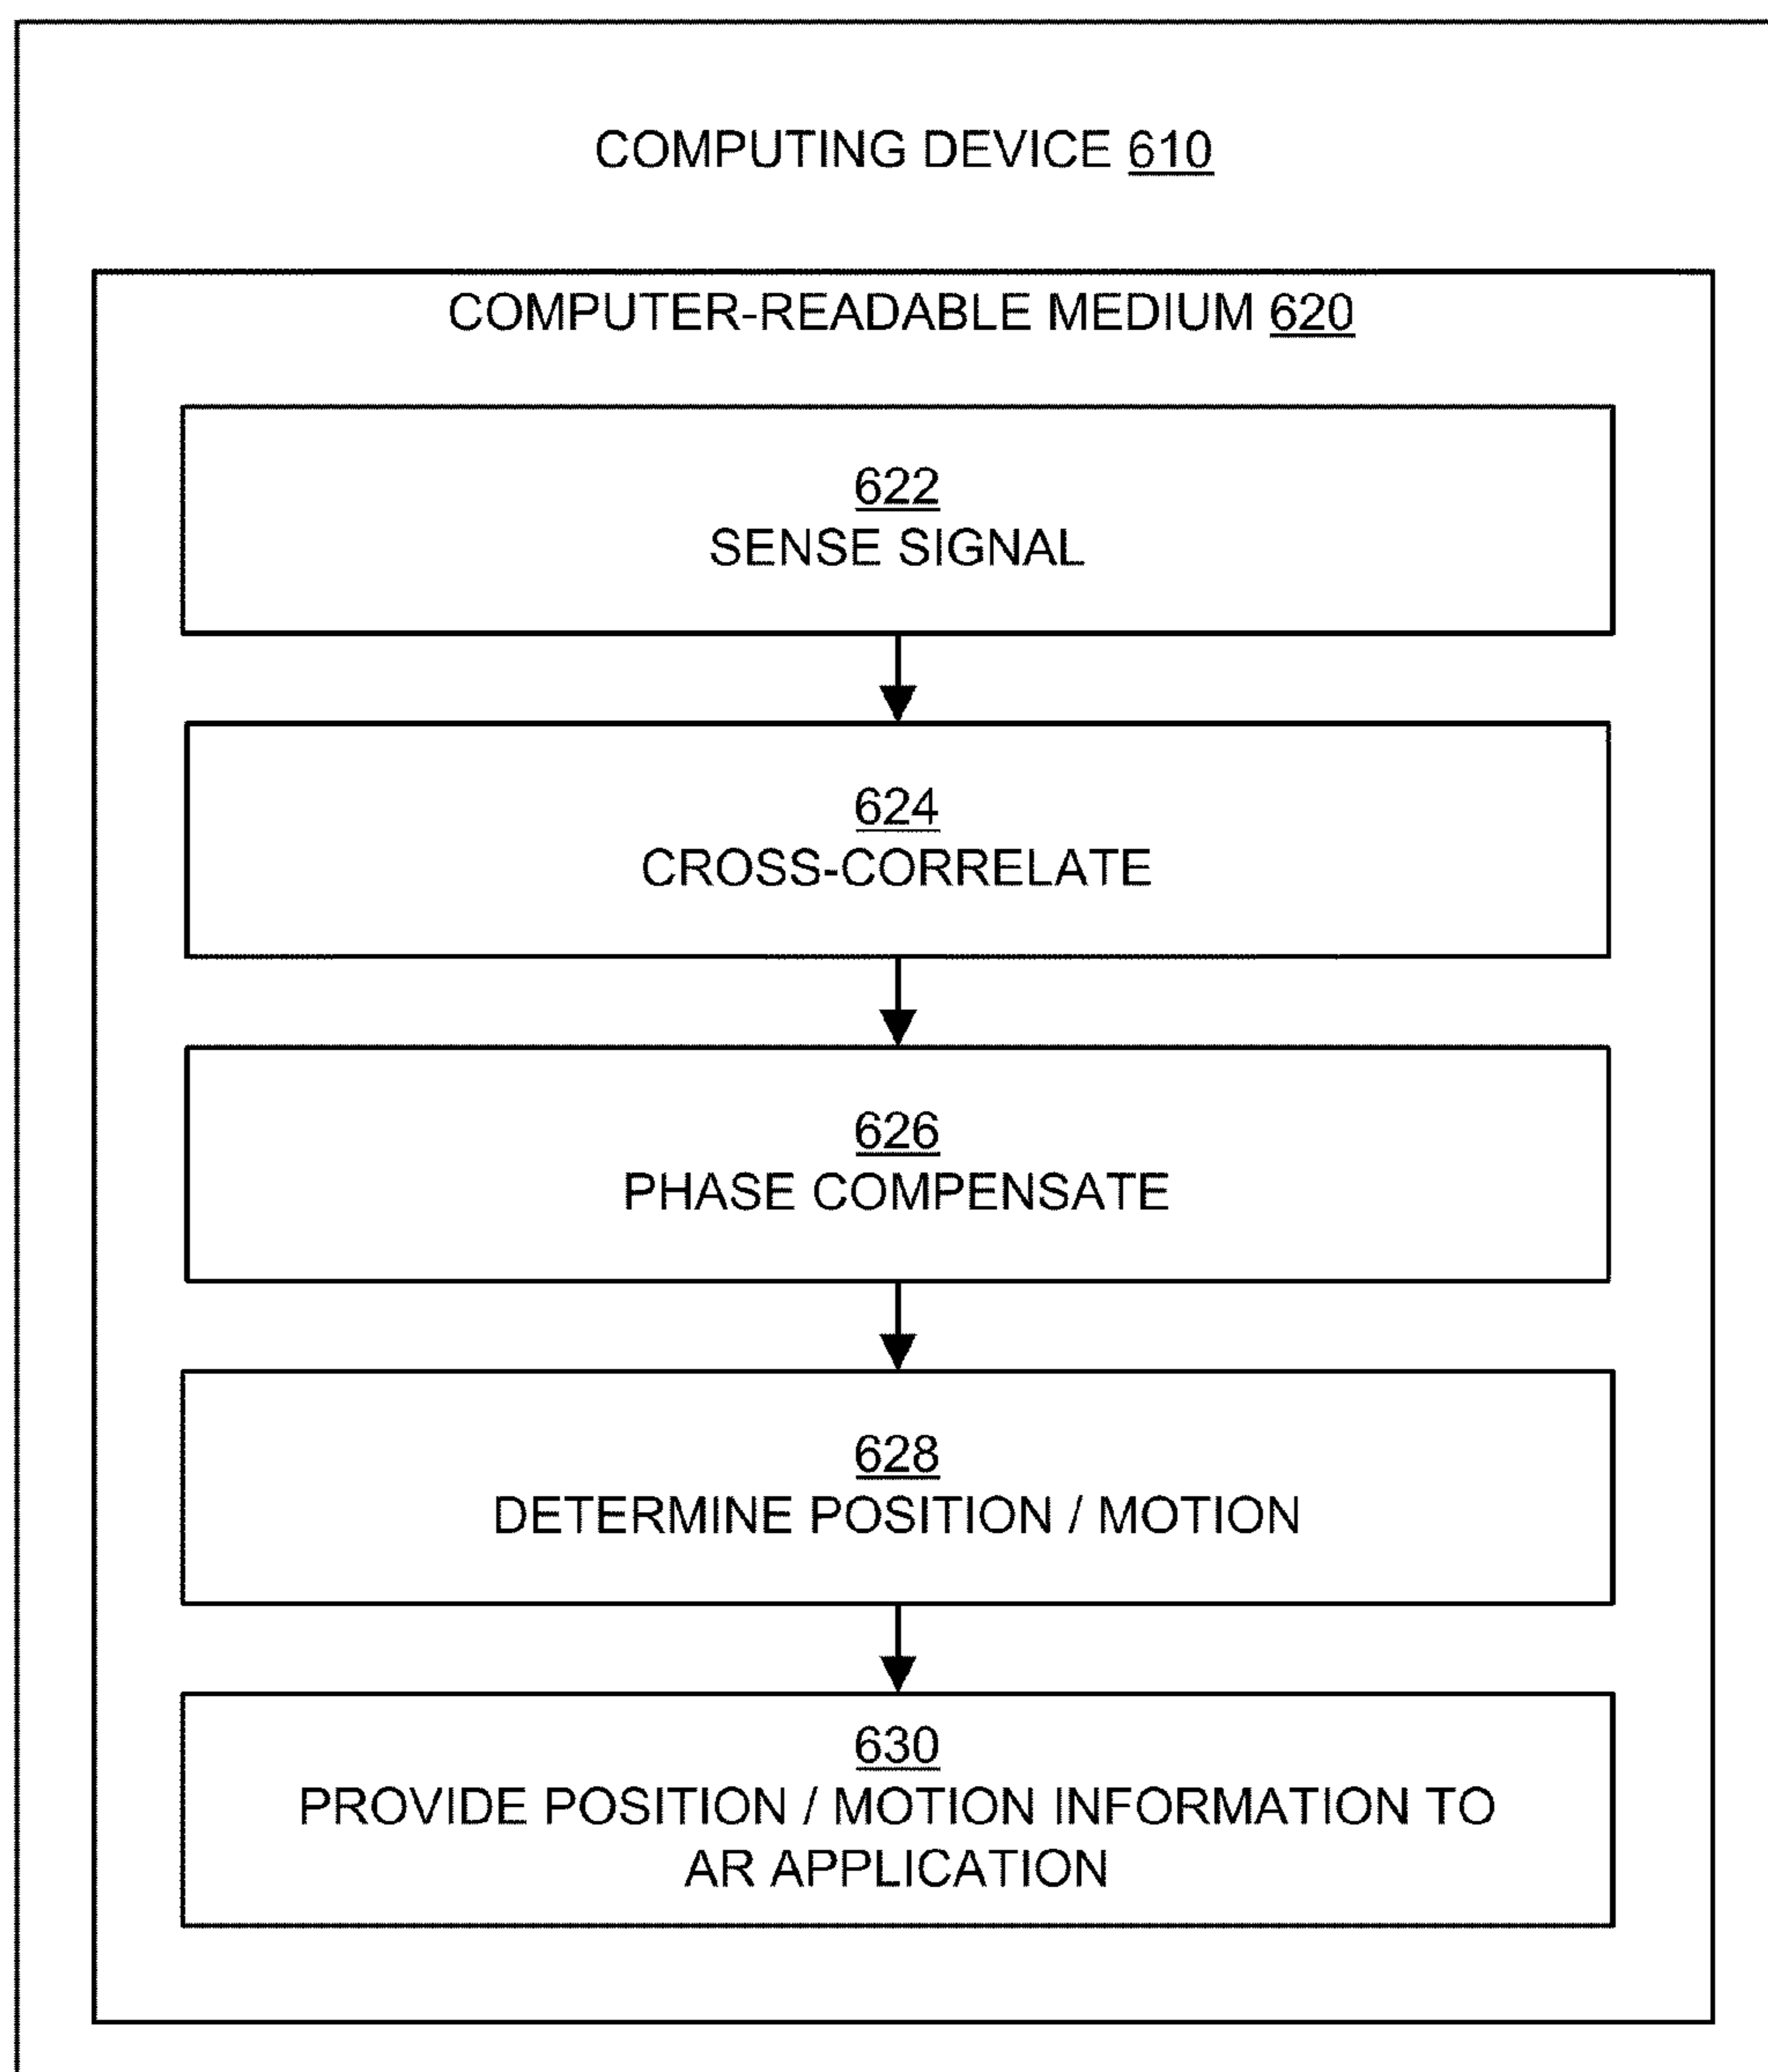 COMPUTING DEVICE 610
COMPUTER-READABLE MEDIUM 620
622
SENSE SIGNAL
624
CROSS-CORRELATE
626
PHASE COMPENSATE
628
DETERMINE POSITION / MOTION
630
PROVIDE POSITION / MOTION INFORMATION TO
AR APPLICATION